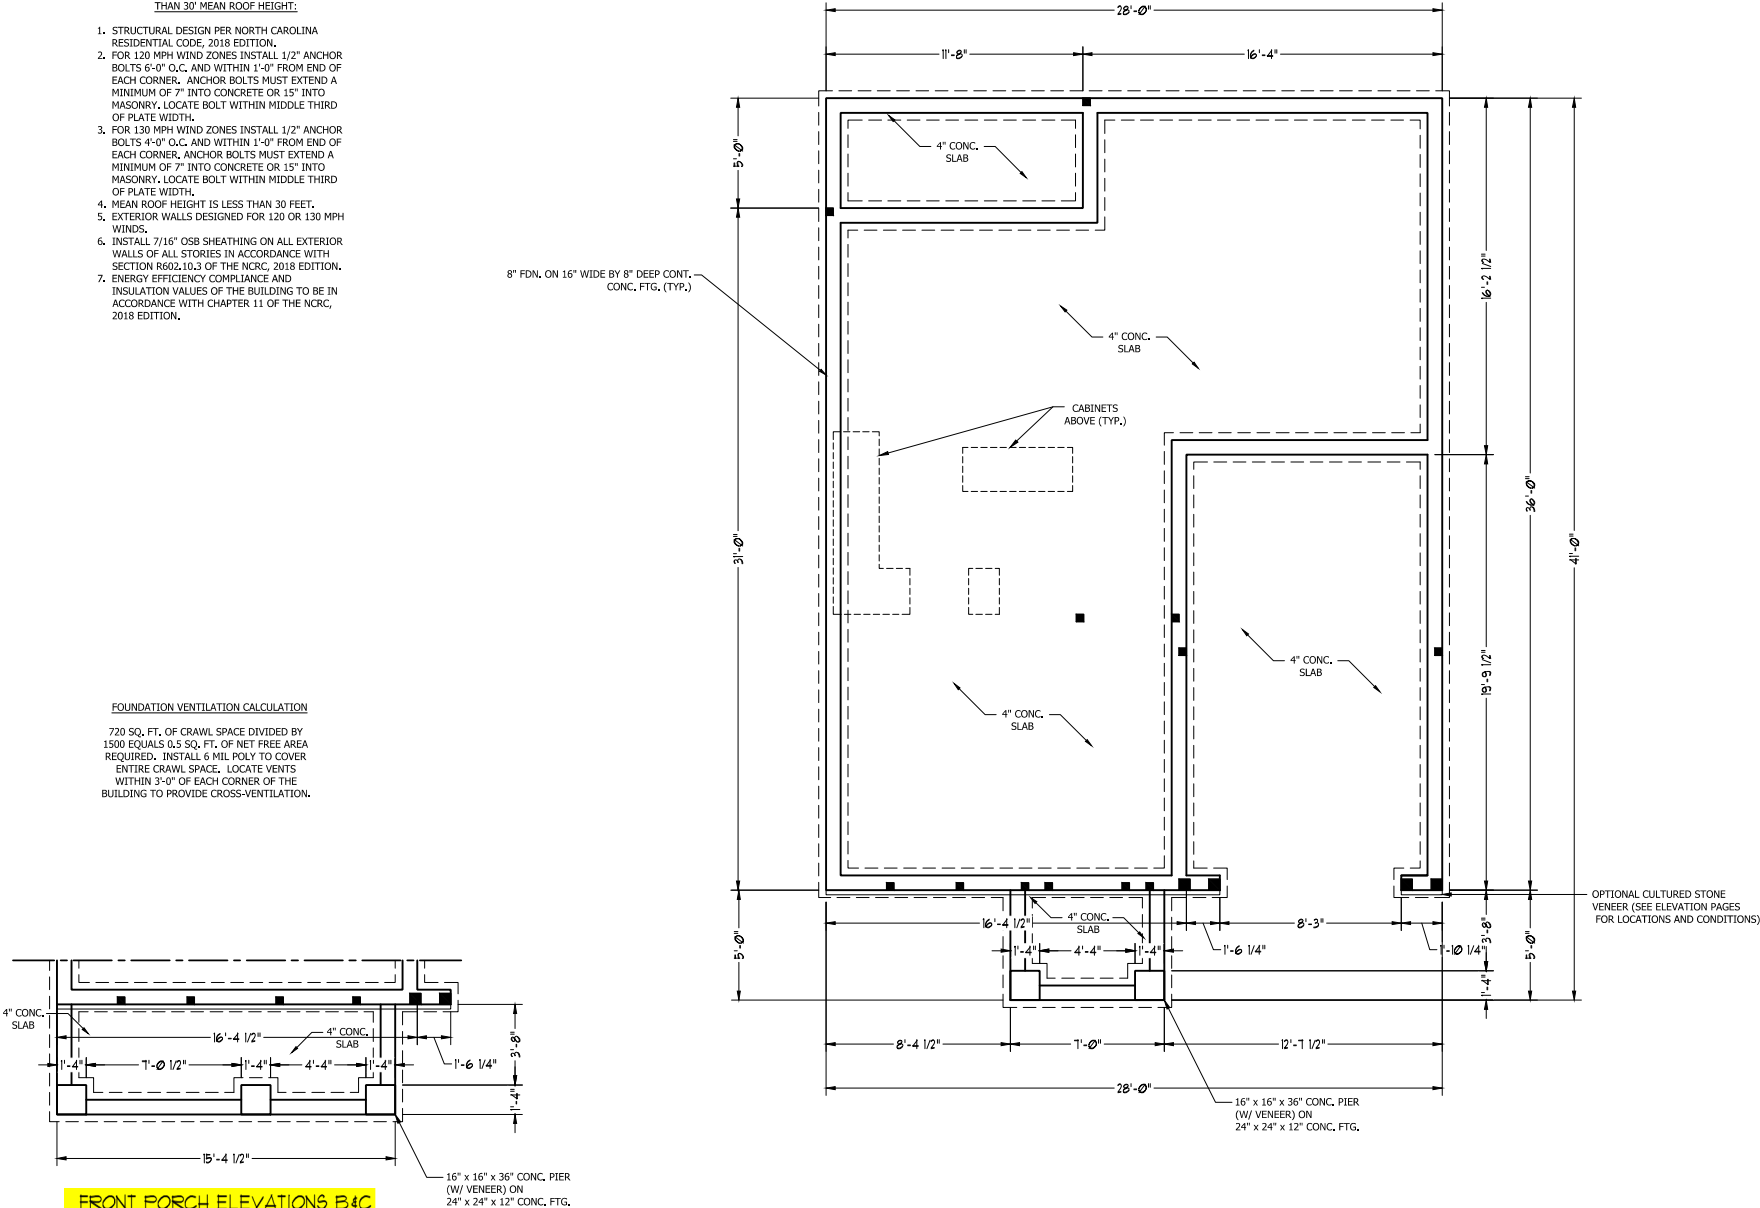 THAN 30' MEAN ROOF HEIGHT:
1. STRUCTURAL DESIGN PER NORTH CAROLINA
RESIDENTIAL CODE, 2018 EDITION.
2. FOR 120 MPH WIND ZONES INSTALL 1/2" ANCHOR
BOLTS 6'-0" O.C. AND WITHIN 1'-0" FROM END OF
EACH CORNER. ANCHOR BOLTS MUST EXTEND A
MINIMUM OF 7" INTO CONCRETE OR 15" INTO
MASONRY. LOCATE BOLT WITHIN MIDDLE THIRD
OF PLATE WIDTH.
3. FOR 130 MPH WIND ZONES INSTALL 1/2" ANCHOR
BOLTS 4'-0" O.C. AND WITHIN 1'-0" FROM END OF
EACH CORNER. ANCHOR BOLTS MUST EXTEND A
MINIMUM OF 7" INTO CONCRETE OR 15" INTO
MASONRY. LOCATE BOLT WITHIN MIDDLE THIRD
OF PLATE WIDTH.
4. MEAN ROOF HEIGHT IS LESS THAN 30 FEET.
5. EXTERIOR WALLS DESIGNED FOR 120 OR 130 MPH
WINDS.
6. INSTALL 7/16" OSB SHEATHING ON ALL EXTERIOR
WALLS OF ALL STORIES IN ACCORDANCE WITH
SECTION R602.10.3 OF THE NCRC, 2018 EDITION.
7. ENERGY EFFICIENCY COMPLIANCE AND
INSULATION VALUES OF THE BUILDING TO BE IN
ACCORDANCE WITH CHAPTER 11 OF THE NCRC,
2018 EDITION.
FOUNDATION VENTILATION CALCULATION
720 SQ. FT. OF CRAWL SPACE DIVIDED BY
1500 EQUALS 0.5 SQ. FT. OF NET FREE AREA
REQUIRED. INSTALL 6 MIL POLY TO COVER
ENTIRE CRAWL SPACE. LOCATE VENTS
WITHIN 3'-0" OF EACH CORNER OF THE
BUILDING TO PROVIDE CROSS-VENTILATION.
28'-0"
11'-8"
16'-4"
5'-0"
4" CONC.
SLAB
8" FDN. ON 16" WIDE BY 8" DEEP CONT.
CONC. FTG. (TYP.)
16'-2 1/2"
4" CONC.
SLAB
CABINETS
ABOVE (TYP.)
36'-0"
41'-0"
31'-0"
4" CONC.
SLAB
19'-9 1/2"
4" CONC.
SLAB
OPTIONAL CULTURED STONE
VENEER (SEE ELEVATION PAGES
FOR LOCATIONS AND CONDITIONS)
5'-0"
16'-4 1/2"
4" CONC.
SLAB
8'-3"
3'-8"
5'-0"
1'-4"
4'-4"
1'-4"
1'-6 1/4"
1'-10 1/4"
1'-4"
8'-4 1/2"
7'-0"
12'-7 1/2"
28'-0"
16" x 16" x 36" CONC. PIER
(W/ VENEER) ON
24" x 24" x 12" CONC. FTG.
4" CONC.
SLAB
16'-4 1/2"
4" CONC.
SLAB
3'-8"
1'-4"
7'-0 1/2"
1'-4"
4'-4"
1'-4"
1'-6 1/4"
1'-4"
15'-4 1/2"
16" x 16" x 36" CONC. PIER
(W/ VENEER) ON
24" x 24" x 12" CONC. FTG.
FRONT PORCH ELEVATIONS B&C